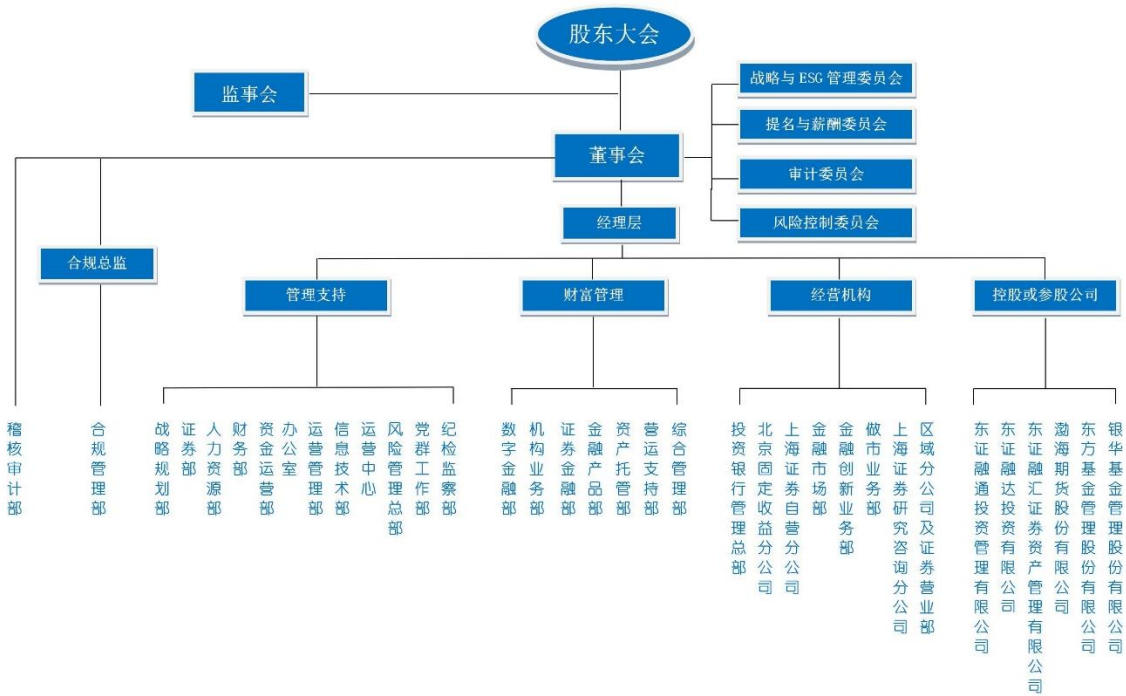 股东大会
监事会
战略与 ESG 管理委员会
提名与薪酬委员会
董事会
审计委员会
经理层
风险控制委员会
合规总监
管理支持
财富管理
经营机构
控股或参股公司
稽核审计部
合规管理部
战略规划部
证券部
人力资源部
财务部
资金运营部
办公室
运营管理部
信息技术部
运营中心
风险管理总部
党群工作部
纪检监察部
数字金融部
机构业务部
证券金融部
金融产品部
资产托管部
营运支持部
综合管理部
投资银行管理总部
北京固定收益分公司
上海证券自营分公司
金融市场部
金融创新业务部
做市业务部
上海证券研究咨询分公司
区域分公司及证券营业部
东证融通投资管理有限公司
东证融达投资有限公司
东证融汇证券资产管理有限公司
渤海期货股份有限公司
东方基金管理股份有限公司
银华基金管理股份有限公司